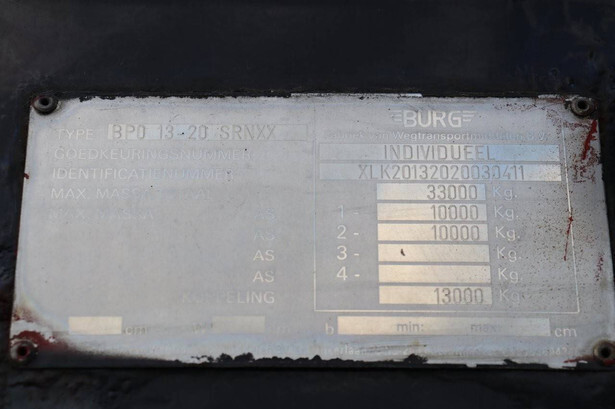 BURG
TYPE BPO 13-20 SRNXX
GOEDKEURINGSNUMMER INDIVIDUEEL
IDENTIFICATIENUMMER XLK20132020030411
MAX. MASSA 33000 Kg.
AS 1- 10000 Kg.
AS 2- 10000 Kg.
AS 3- Kg.
AS 4- Kg.
KOPPELING 13000 Kg.
cm h min: max: cm